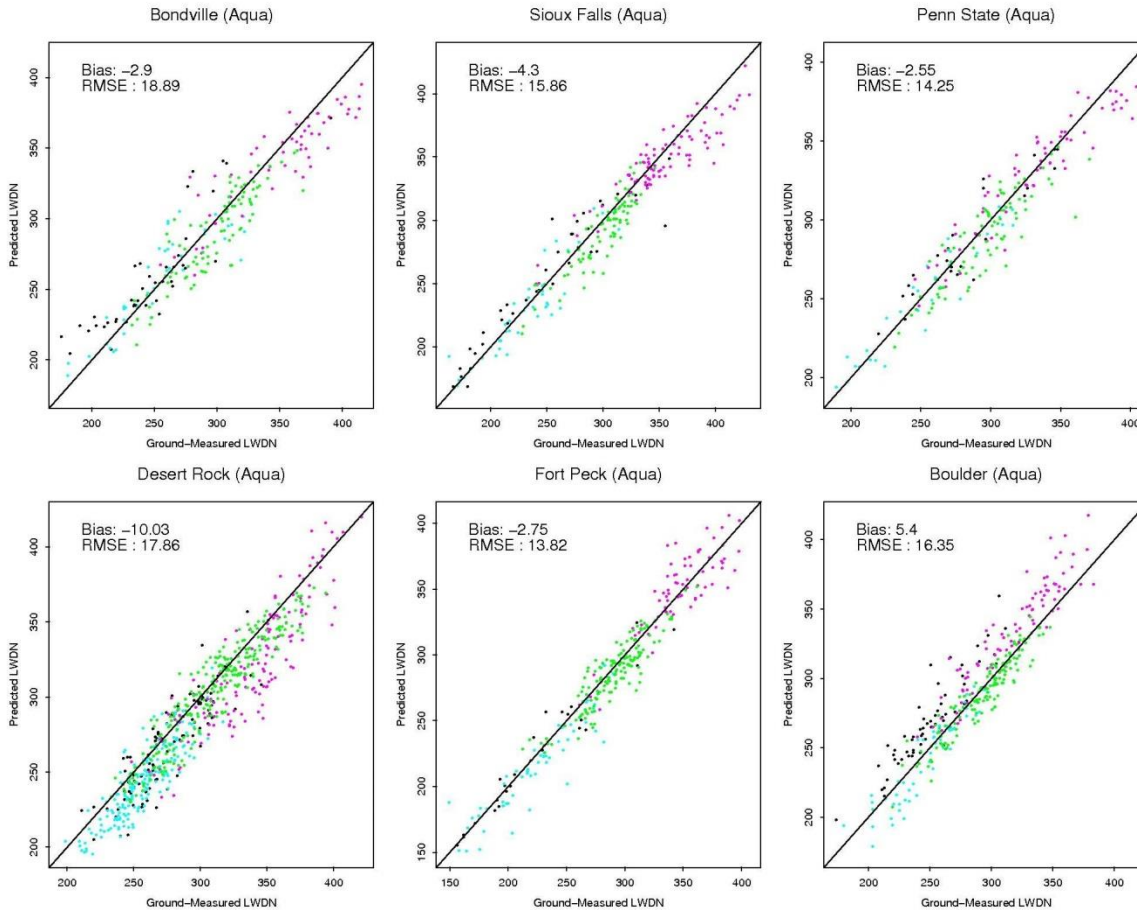 Bondville (Aqua)
Bias: −2.9
RMSE : 18.89
400
350
300
250
200
Predicted LWDN
200 250 300 350 400
Ground−Measured LWDN
Sioux Falls (Aqua)
Bias: −4.3
RMSE : 15.86
400
350
300
250
200
Predicted LWDN
200 250 300 350 400
Ground−Measured LWDN
Penn State (Aqua)
Bias: −2.55
RMSE : 14.25
400
350
300
250
200
Predicted LWDN
200 250 300 350 400
Ground−Measured LWDN
Desert Rock (Aqua)
Bias: −10.03
RMSE : 17.86
400
350
300
250
200
Predicted LWDN
200 250 300 350 400
Ground−Measured LWDN
Fort Peck (Aqua)
Bias: −2.75
RMSE : 13.82
400
350
300
250
200
150
Predicted LWDN
150 200 250 300 350 400
Ground−Measured LWDN
Boulder (Aqua)
Bias: 5.4
RMSE : 16.35
400
350
300
250
200
Predicted LWDN
200 250 300 350 400
Ground−Measured LWDN